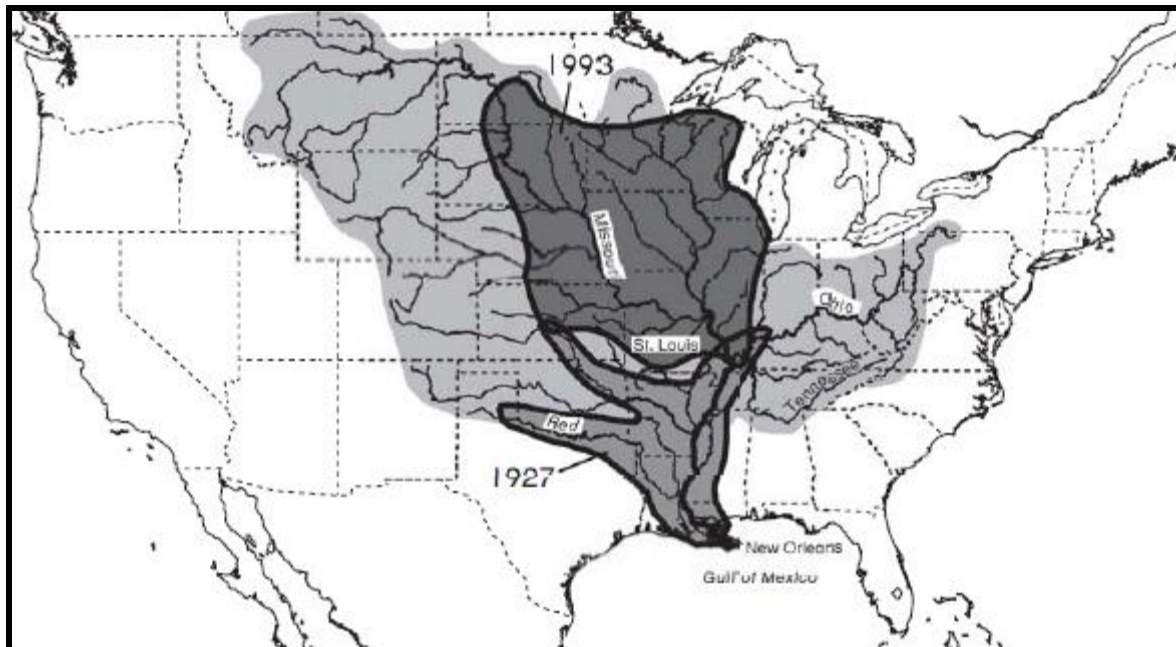 1993
Missouri
Ohio
St. Louis
Tennessee
Red
1927
New Orleans
Gulf of Mexico